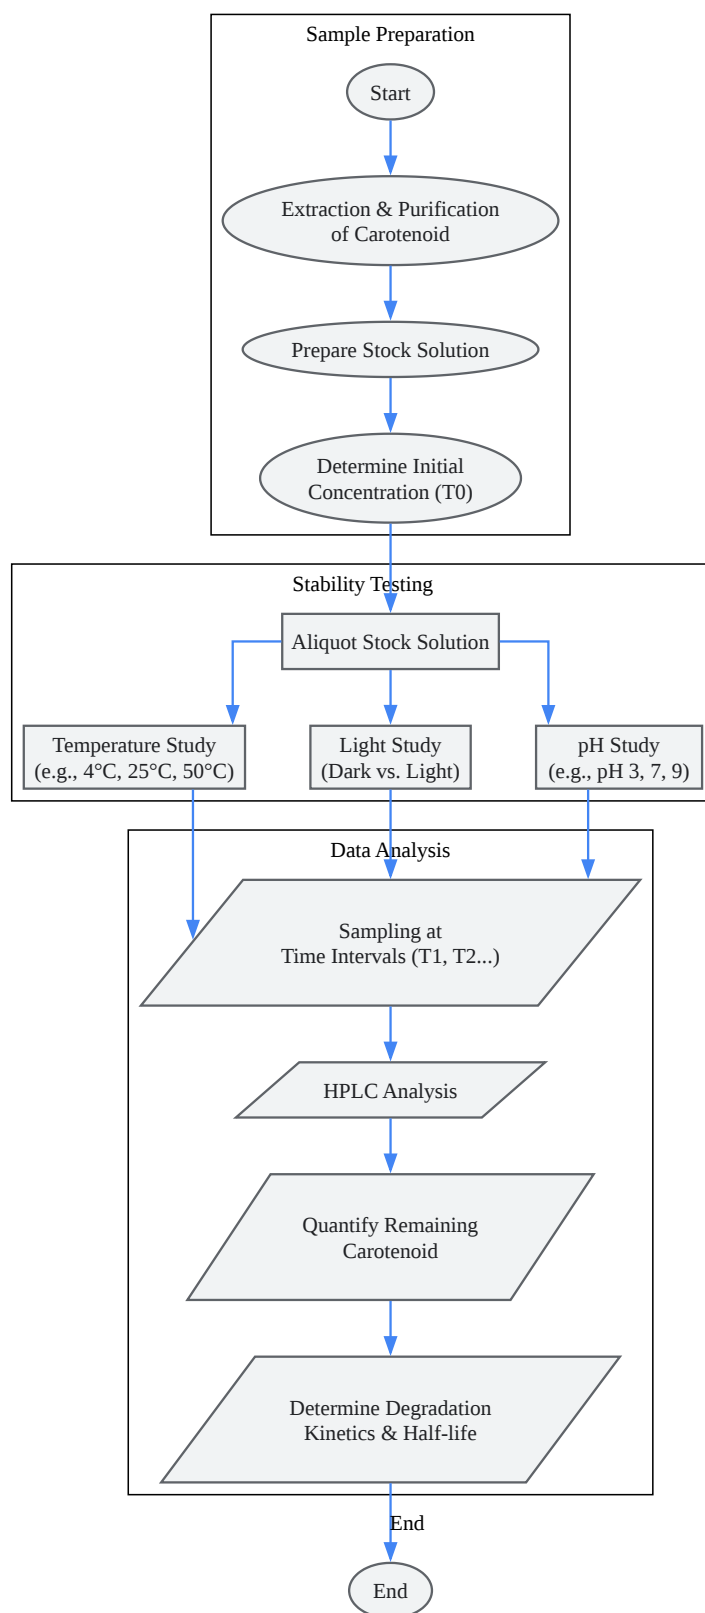 Sample Preparation
Start
Extraction & Purification
of Carotenoid
Prepare Stock Solution
Determine Initial
Concentration (T0)
Stability Testing
Aliquot Stock Solution
Temperature Study
(e.g., 4°C, 25°C, 50°C)
Light Study
(Dark vs. Light)
pH Study
(e.g., pH 3, 7, 9)
Data Analysis
Sampling at
Time Intervals (T1, T2...)
HPLC Analysis
Quantify Remaining
Carotenoid
Determine Degradation
Kinetics & Half-life
End
End